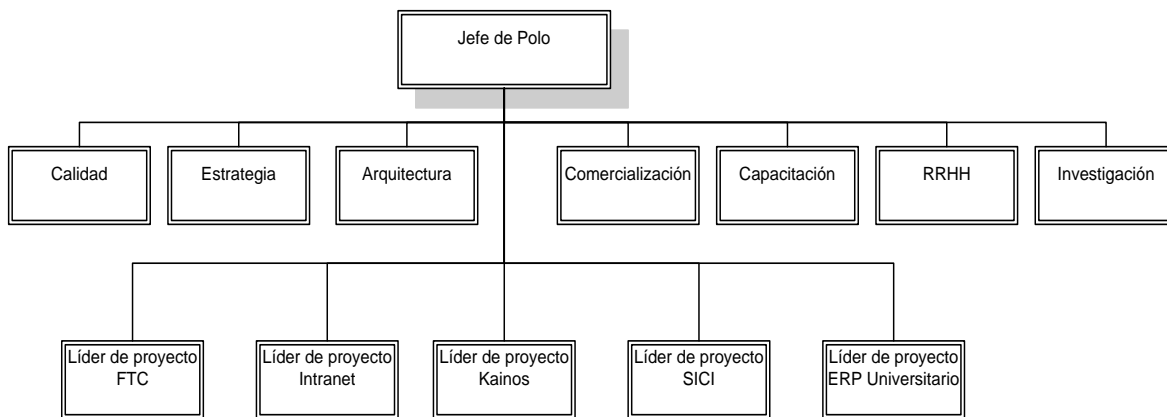 Jefe de Polo
Calidad
Estrategia
Arquitectura
Comercialización
Capacitación
RRHH
Investigación
Líder de proyecto
FTC
Líder de proyecto
Intranet
Líder de proyecto
Kainos
Líder de proyecto
SICI
Líder de proyecto
ERP Universitario